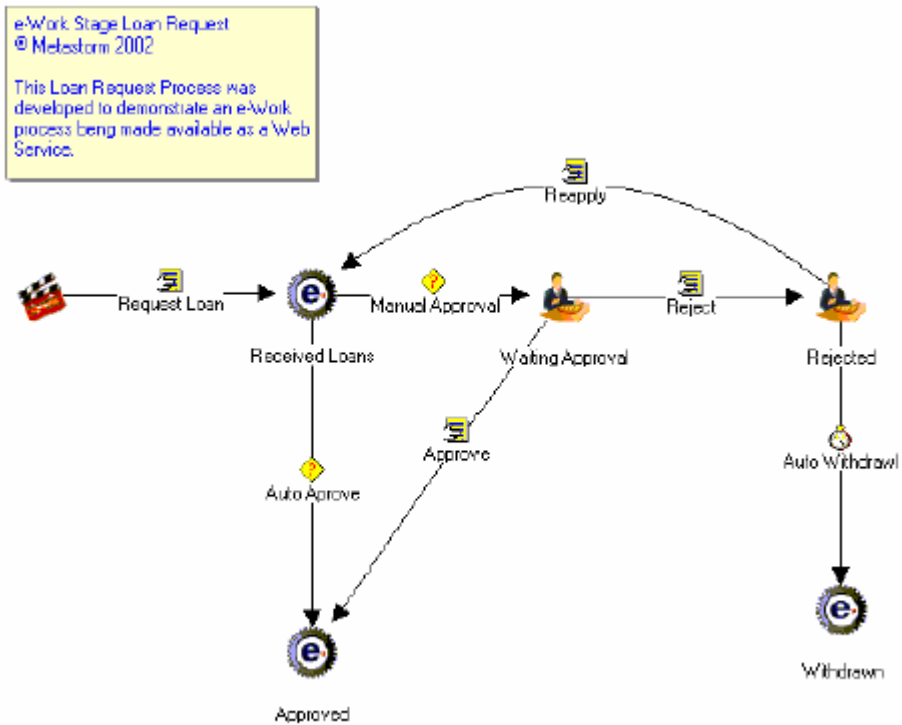 e-Work Stage Loan Request
© Metastorm 2002
This Loan Request Process was
developed to demonstrate an e-Work
process being made available as a Web
Service.
Reapply
Request Loan
Manual Approval
Reject
Received Loans
Waiting Approval
Rejected
Approve
Auto Withdrawl
Auto Aprove
Withdrawn
Approved